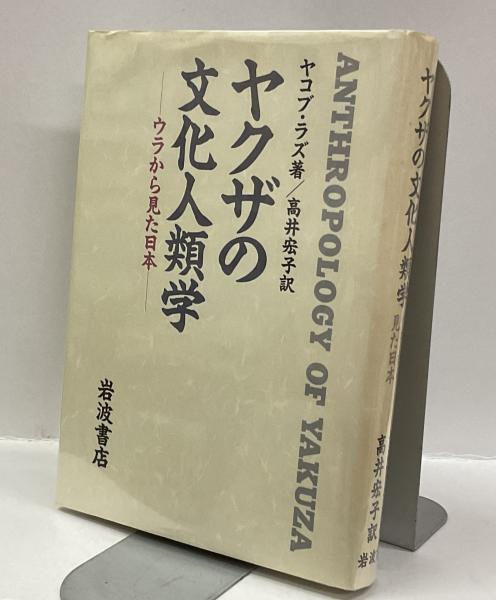 ANTHROPOLOGY OF YAKUZA
ヤコブ・ラズ著／高井宏子訳
ヤクザの
文化人類学
―ウラから見た日本―
岩波書店
ヤクザの文化人類学
見た日本
高井宏子訳
岩波